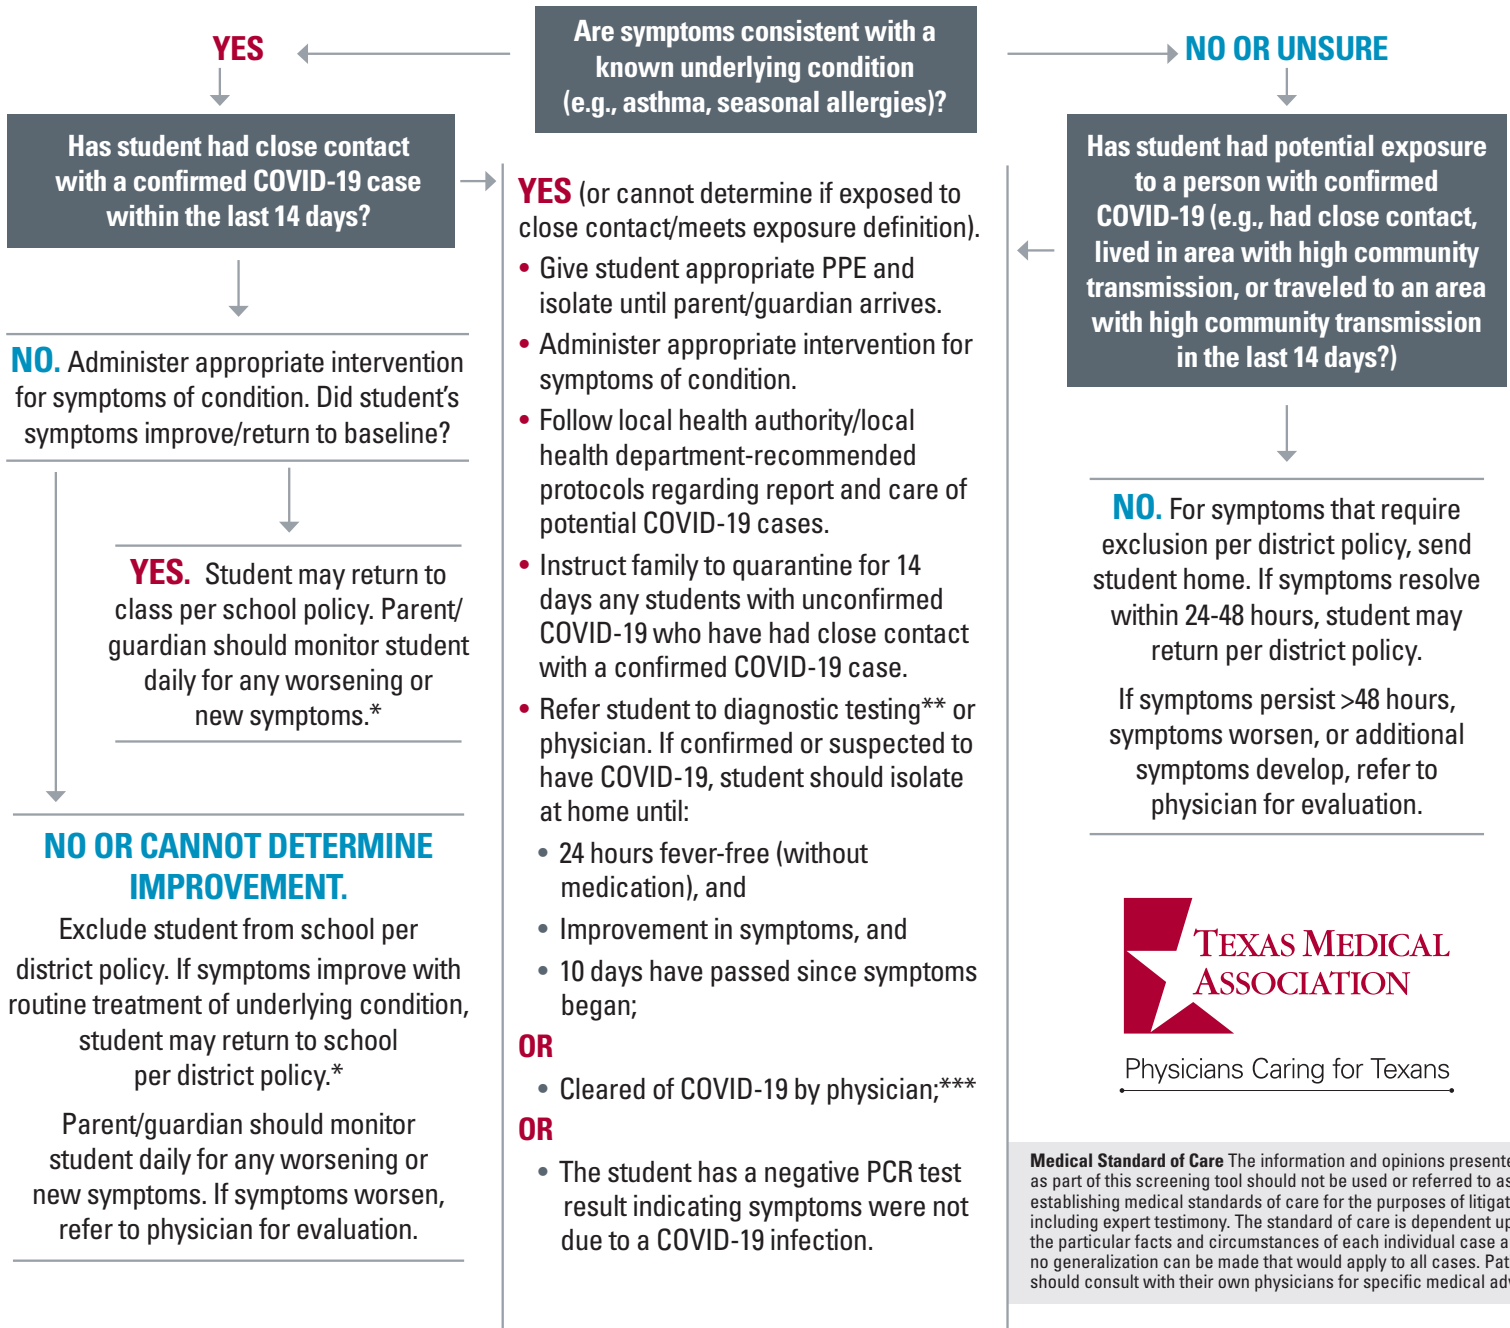 Are symptoms consistent with a
known underlying condition
(e.g., asthma, seasonal allergies)?
YES
NO OR UNSURE
Has student had close contact
with a confirmed COVID-19 case
within the last 14 days?
NO. Administer appropriate intervention
for symptoms of condition. Did student's
symptoms improve/return to baseline?
YES. Student may return to
class per school policy. Parent/
guardian should monitor student
daily for any worsening or
new symptoms.*
NO OR CANNOT DETERMINE
IMPROVEMENT.
Exclude student from school per
district policy. If symptoms improve with
routine treatment of underlying condition,
student may return to school
per district policy.*
Parent/guardian should monitor
student daily for any worsening or
new symptoms. If symptoms worsen,
refer to physician for evaluation.
YES (or cannot determine if exposed to
close contact/meets exposure definition).
• Give student appropriate PPE and
isolate until parent/guardian arrives.
• Administer appropriate intervention for
symptoms of condition.
• Follow local health authority/local
health department-recommended
protocols regarding report and care of
potential COVID-19 cases.
• Instruct family to quarantine for 14
days any students with unconfirmed
COVID-19 who have had close contact
with a confirmed COVID-19 case.
• Refer student to diagnostic testing** or
physician. If confirmed or suspected to
have COVID-19, student should isolate
at home until:
• 24 hours fever-free (without
medication), and
• Improvement in symptoms, and
• 10 days have passed since symptoms
began;
OR
• Cleared of COVID-19 by physician;***
OR
• The student has a negative PCR test
result indicating symptoms were not
due to a COVID-19 infection.
Has student had potential exposure
to a person with confirmed
COVID-19 (e.g., had close contact,
lived in area with high community
transmission, or traveled to an area
with high community transmission
in the last 14 days?)
NO. For symptoms that require
exclusion per district policy, send
student home. If symptoms resolve
within 24-48 hours, student may
return per district policy.
If symptoms persist >48 hours,
symptoms worsen, or additional
symptoms develop, refer to
physician for evaluation.
TEXAS MEDICAL
ASSOCIATION
Physicians Caring for Texans
Medical Standard of Care The information and opinions
as part of this screening tool should not be used or referred to as
establishing medical standards of care for the purposes of
including expert testimony. The standard of care is dependent
the particular facts and circumstances of each individual case
no generalization can be made that would apply to all cases.
should consult with their own physicians for specific medical